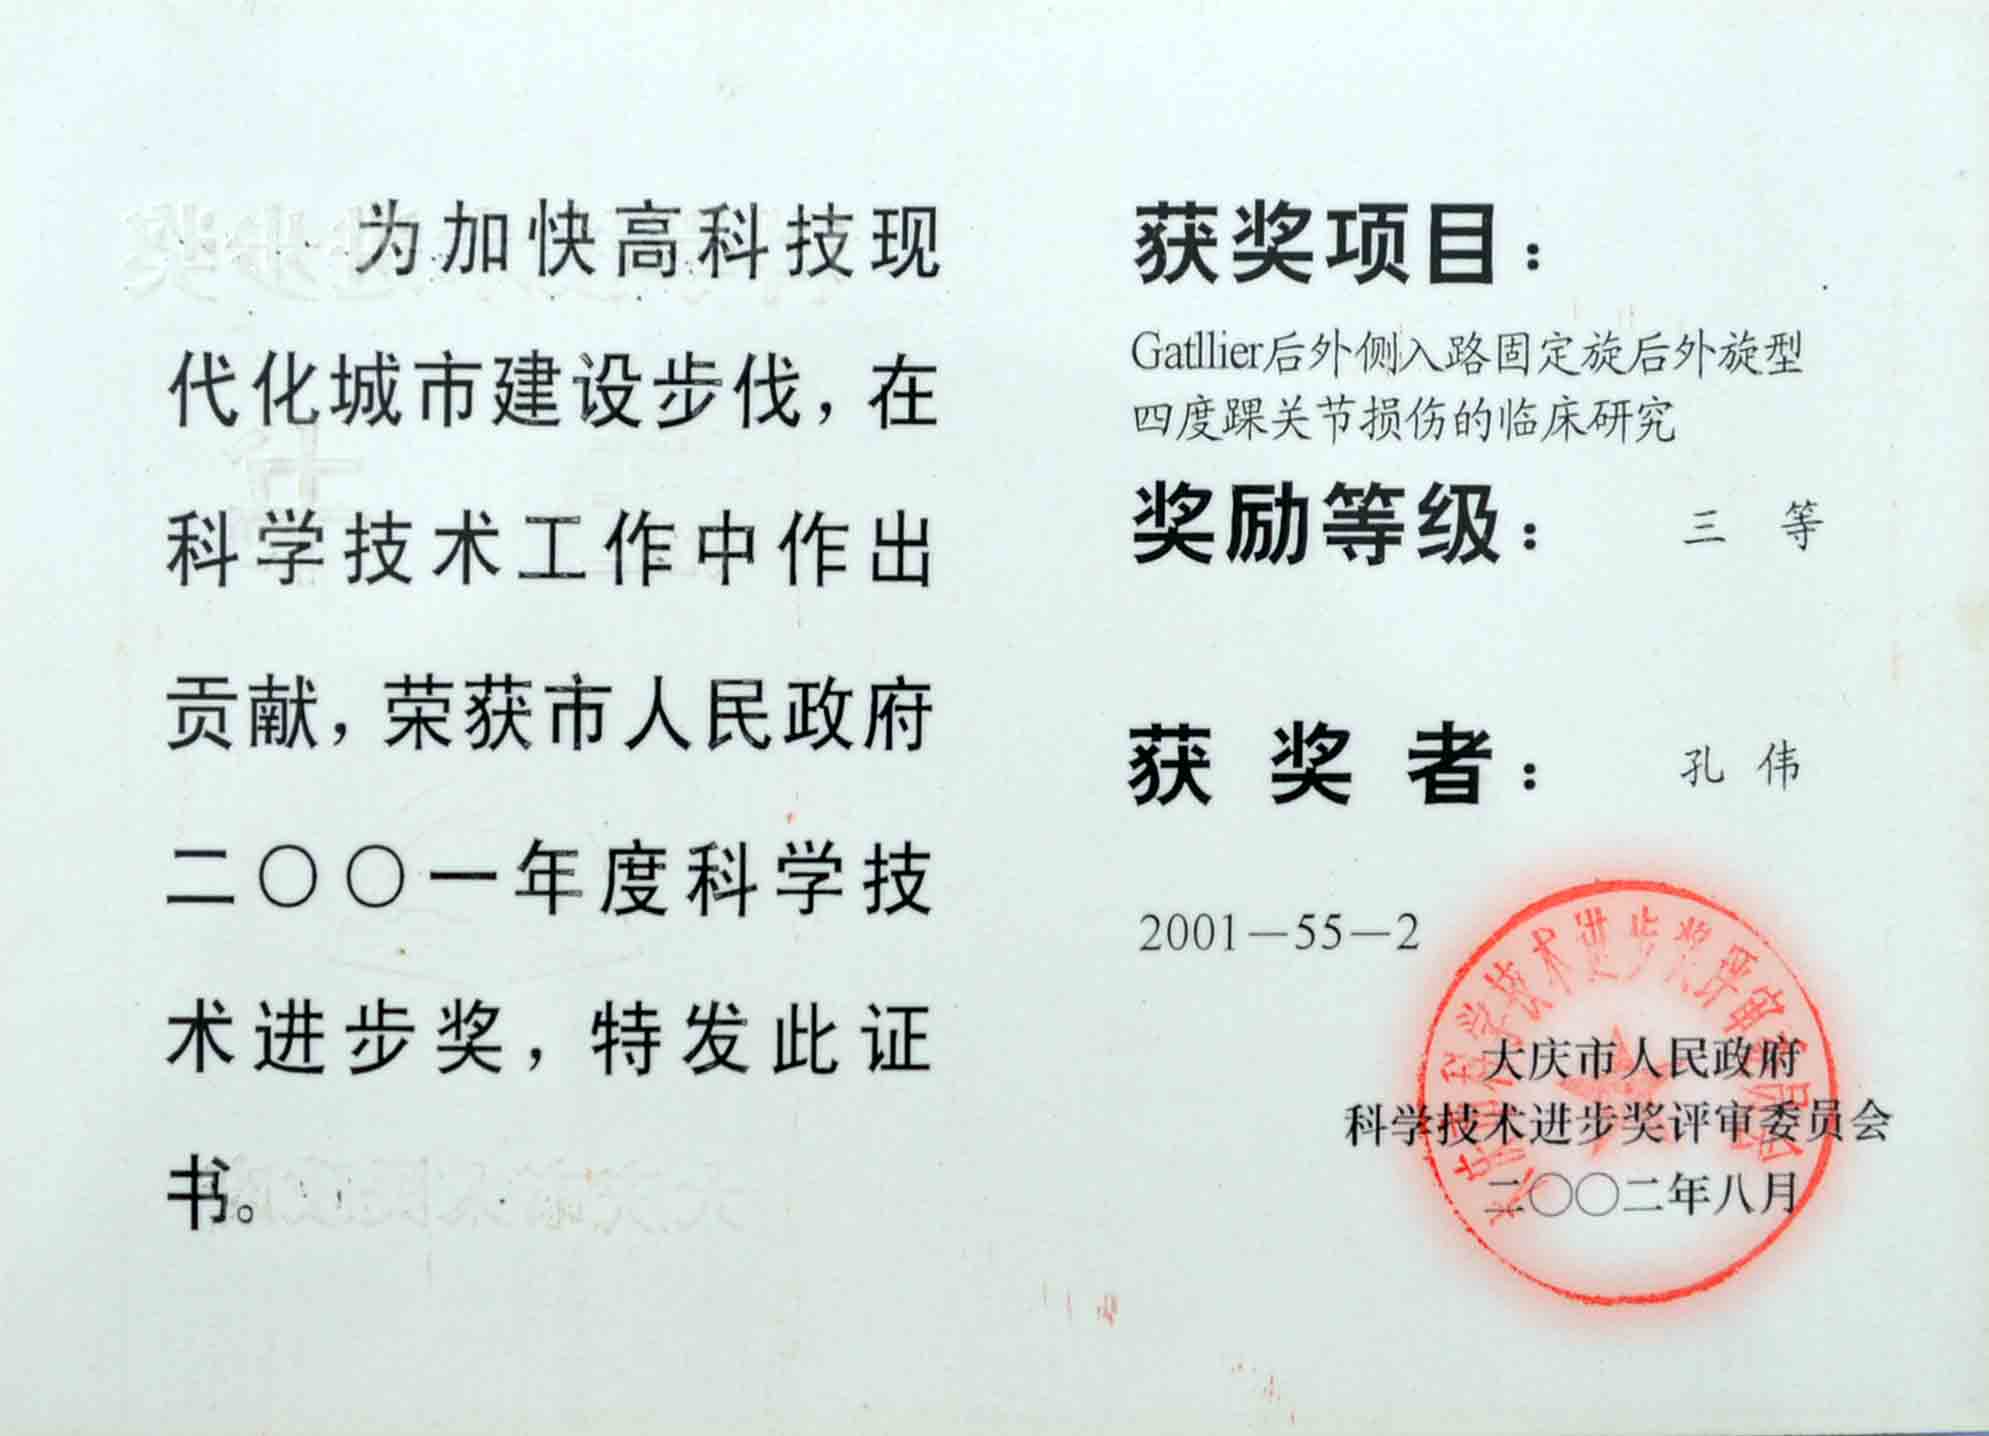 为加快高科技现
代化城市建设步伐，在
科学技术工作中作出
贡献，荣获市人民政府
二〇〇一年度科学技
术进步奖，特发此证
书。
获奖项目：
Gatllier后外侧入路固定旋后外旋型
四度踝关节损伤的临床研究
奖励等级： 三 等
获 奖 者： 孔 伟
2001－55－2
大庆市人民政府
科学技术进步奖评审委员会
二〇〇二年八月